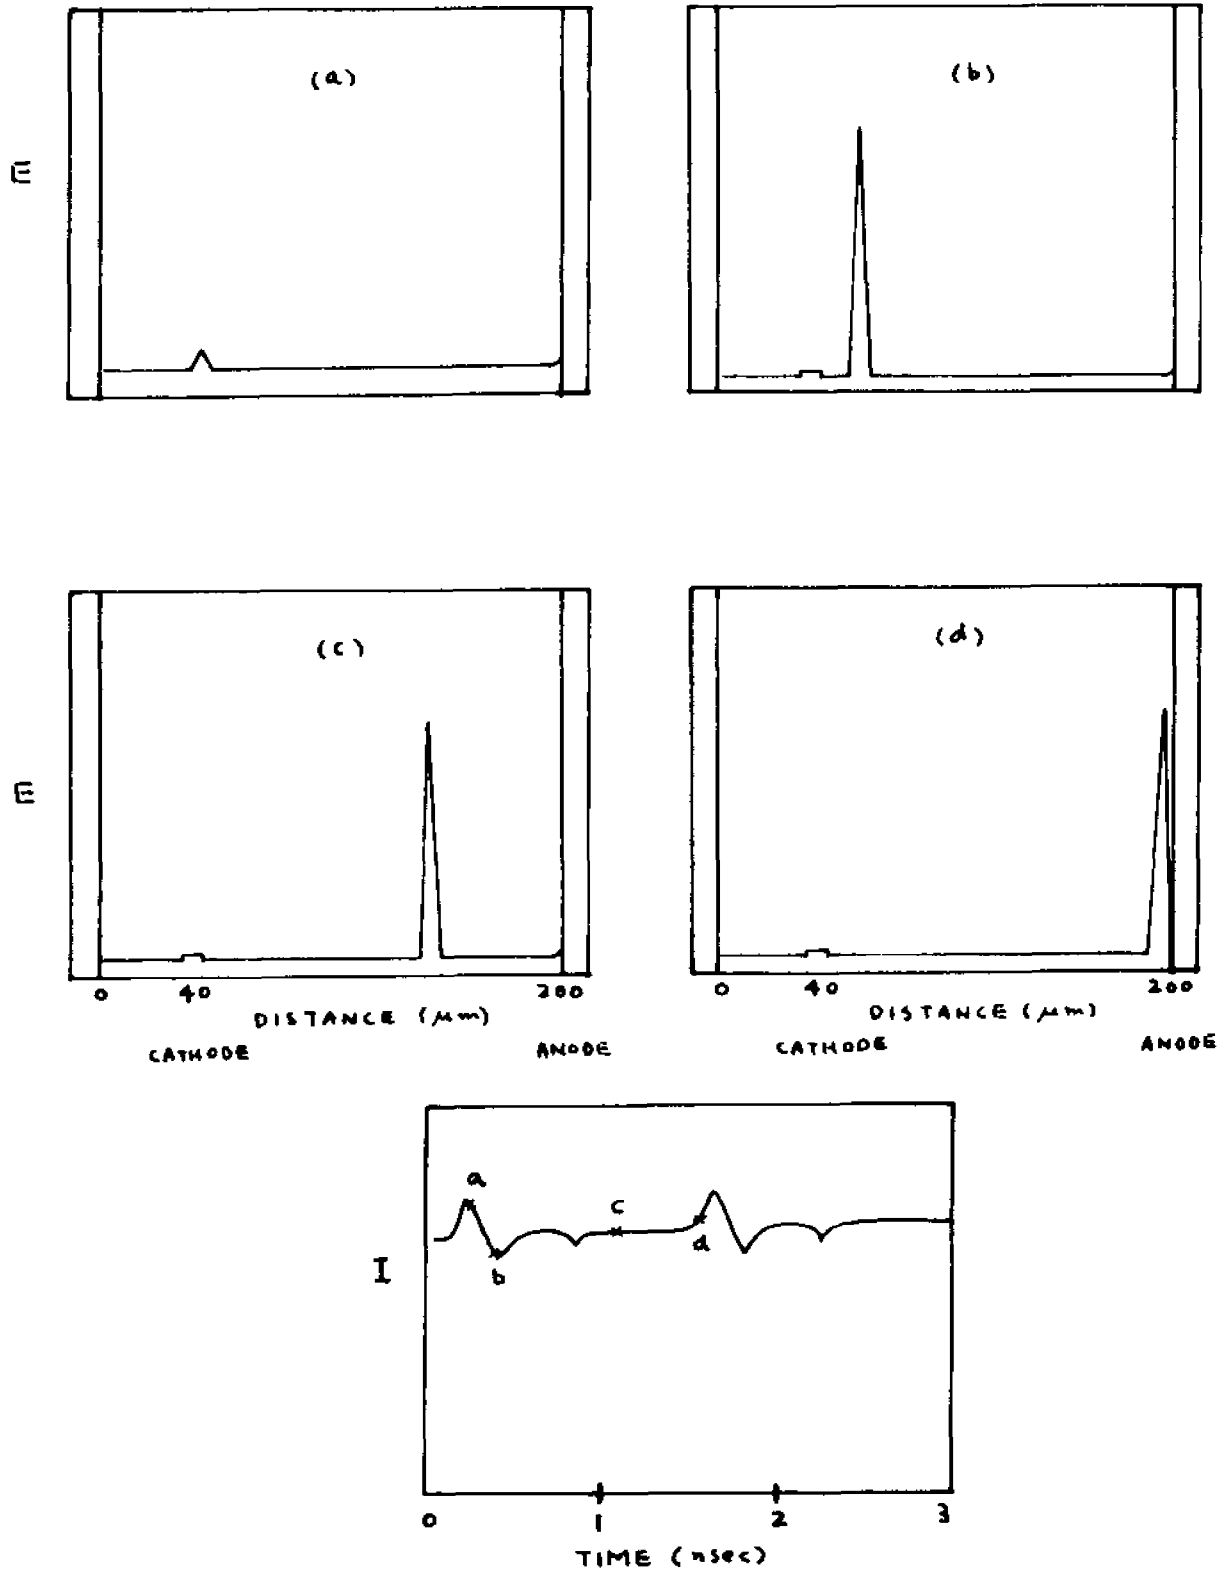 (a)
(b)
E
(c)
(d)
E
0 40 200
DISTANCE (μm)
CATHODE ANODE
0 40 200
DISTANCE (μm)
CATHODE ANODE
a
c
d
b
I
0 1 2 3
TIME (nsec)